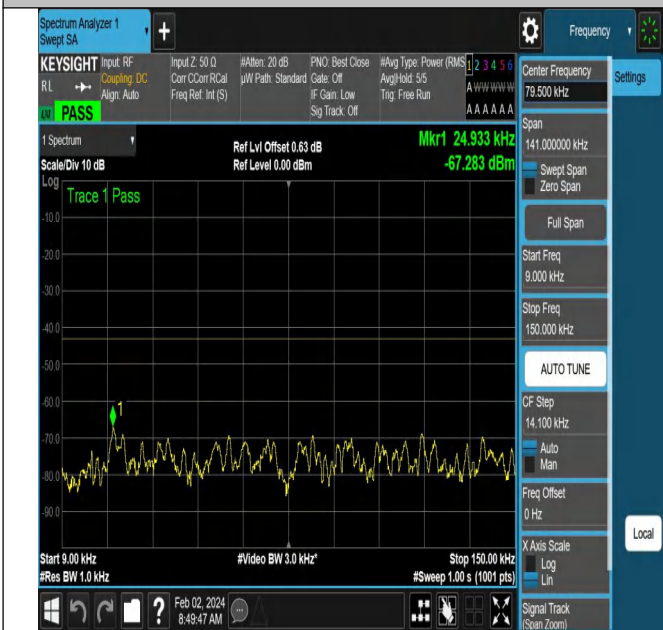 Spectrum Analyzer 1
Swept SA
+
Frequency
KEYSIGHT
RL
LXI PASS
Input: RF
Coupling: DC
Align: Auto
Input Z: 50 Ω
Corr CCorr RCal
Freq Ref: Int (S)
#Atten: 20 dB
µW Path: Standard
PNO: Best Close
Gate: Off
IF Gain: Low
Sig Track: Off
#Avg Type: Power (RMS
Avg|Hold: 5/5
Trig: Free Run
1 2 3 4 5 6
A W W W W W
A A A A A A
1 Spectrum
Scale/Div 10 dB
Log
Ref Lvl Offset 0.63 dB
Ref Level 0.00 dBm
Mkr1 24.933 kHz
-67.283 dBm
Trace 1 Pass
-10.0
-20.0
-30.0
-40.0
-50.0
-60.0
-70.0
-80.0
-90.0
1
Start 9.00 kHz
#Res BW 1.0 kHz
#Video BW 3.0 kHz*
Stop 150.00 kHz
#Sweep 1.00 s (1001 pts)
?
Feb 02, 2024
8:49:47 AM
Center Frequency
79.500 kHz
Settings
Span
141.000000 kHz
Swept Span
Zero Span
Full Span
Start Freq
9.000 kHz
Stop Freq
150.000 kHz
AUTO TUNE
CF Step
14.100 kHz
Auto
Man
Freq Offset
0 Hz
Local
X Axis Scale
Log
Lin
Signal Track
(Span Zoom)